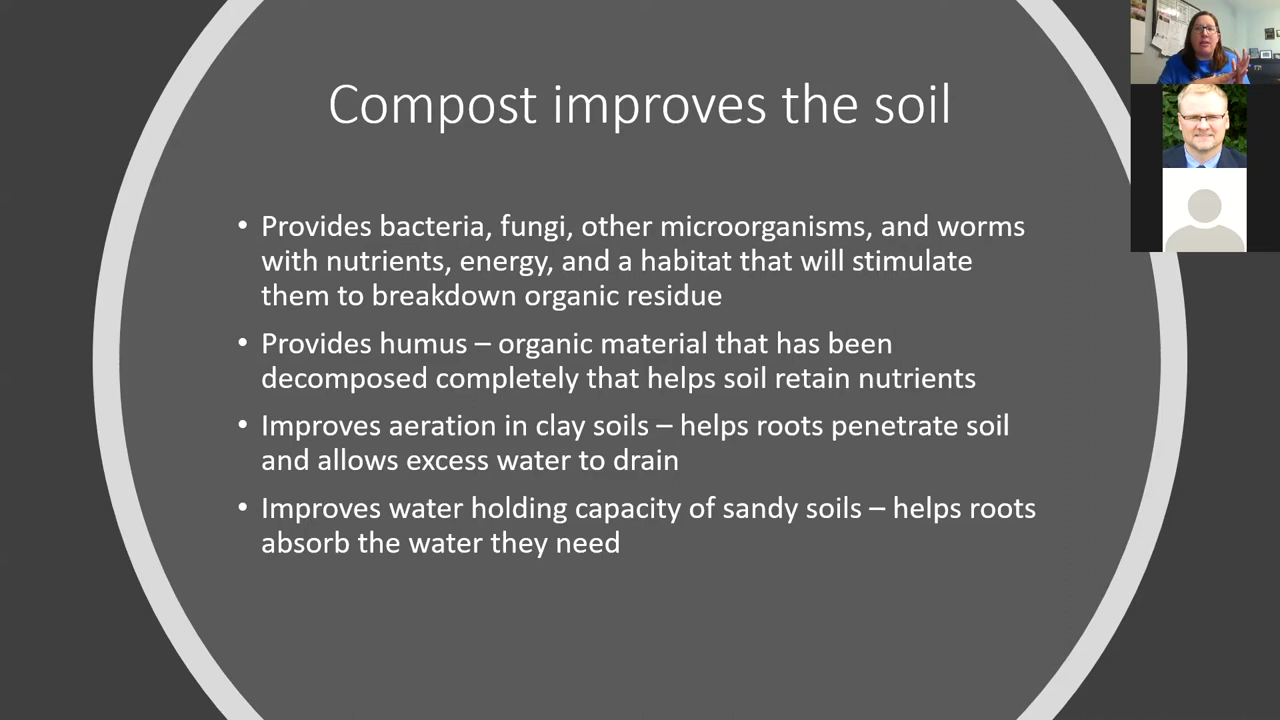 Compost improves the soil
• Provides bacteria, fungi, other microorganisms, and worms
with nutrients, energy, and a habitat that will stimulate
them to breakdown organic residue
• Provides humus – organic material that has been
decomposed completely that helps soil retain nutrients
• Improves aeration in clay soils – helps roots penetrate soil
and allows excess water to drain
• Improves water holding capacity of sandy soils – helps roots
absorb the water they need